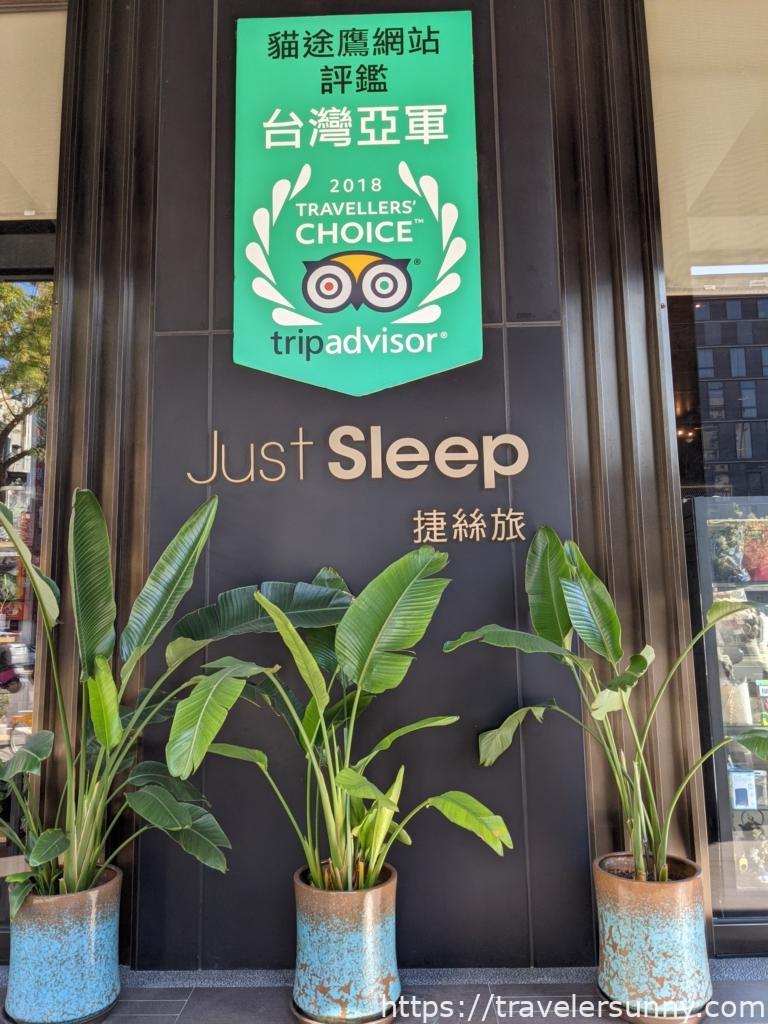 貓途鷹網站
評鑑
台灣亞軍
2018
TRAVELLERS'
CHOICE™
tripadvisor®
Just Sleep
捷絲旅
https://travelersunny.com